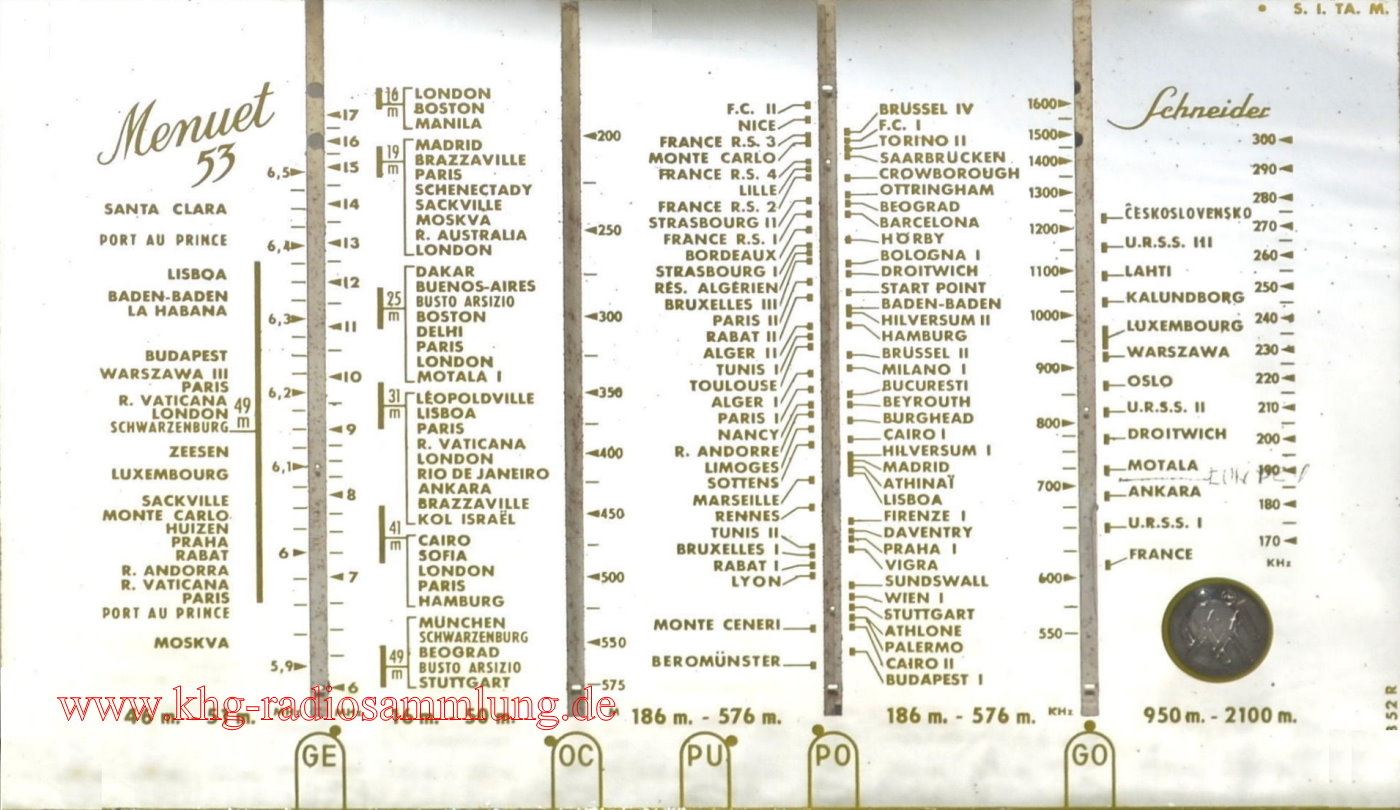 S. I. TA. M.
Menuet
53
SANTA CLARA
PORT AU PRINCE
LISBOA
BADEN-BADEN
LA HABANA
BUDAPEST
WARSZAWA III
PARIS
R. VATICANA
LONDON
SCHWARZENBURG
49
m
ZEESEN
LUXEMBOURG
SACKVILLE
MONTE CARLO
HUIZEN
PRAHA
RABAT
R. ANDORRA
R. VATICANA
PARIS
PORT AU PRINCE
MOSKVA
6,5
6,4
6,3
6,2
6,1
6
5,9
17
16
15
14
13
12
11
10
9
8
7
6
16
m
LONDON
BOSTON
MANILA
19
m
MADRID
BRAZZAVILLE
PARIS
SCHENECTADY
SACKVILLE
MOSKVA
R. AUSTRALIA
LONDON
25
m
DAKAR
BUENOS-AIRES
BUSTO ARSIZIO
BOSTON
DELHI
PARIS
LONDON
MOTALA I
31
m
LÉOPOLDVILLE
LISBOA
PARIS
R. VATICANA
LONDON
RIO DE JANEIRO
ANKARA
BRAZZAVILLE
KOL ISRAËL
41
m
CAIRO
SOFIA
LONDON
PARIS
HAMBURG
49
m
MÜNCHEN
SCHWARZENBURG
BEOGRAD
BUSTO ARSIZIO
STUTTGART
200
250
300
350
400
450
500
550
575
F.C. II
NICE
FRANCE R.S. 3
MONTE CARLO
FRANCE R.S. 4
LILLE
FRANCE R.S. 2
STRASBOURG II
FRANCE R.S. I
BORDEAUX
STRASBOURG I
RÉS. ALGÉRIEN
BRUXELLES III
PARIS II
RABAT II
ALGER II
TUNIS I
TOULOUSE
ALGER I
PARIS I
NANCY
R. ANDORRE
LIMOGES
SOTTENS
MARSEILLE
RENNES
TUNIS II
BRUXELLES I
RABAT I
LYON
MONTE CENERI
BEROMÜNSTER
BRÜSSEL IV
F.C. I
TORINO II
SAARBRÜCKEN
CROWBOROUGH
OTTRINGHAM
BEOGRAD
BARCELONA
HÖRBY
BOLOGNA I
DROITWICH
START POINT
BADEN-BADEN
HILVERSUM II
HAMBURG
BRÜSSEL II
MILANO I
BUCURESTI
BEYROUTH
BURGHEAD
CAIRO I
HILVERSUM I
MADRID
ATHINAÏ
LISBOA
FIRENZE I
DAVENTRY
PRAHA I
VIGRA
SUNDSWALL
WIEN I
STUTTGART
ATHLONE
PALERMO
CAIRO II
BUDAPEST I
1600
1500
1400
1300
1200
1100
1000
900
800
700
600
550
Schneider
ČESKOSLOVENSKO
U.R.S.S. III
LAHTI
KALUNDBORG
LUXEMBOURG
WARSZAWA
OSLO
U.R.S.S. II
DROITWICH
MOTALA
ANKARA
U.R.S.S. I
FRANCE
300
290
280
270
260
250
240
230
220
210
200
190
180
170
KHz
www.khg-radiosammlung.de
46 m. - 51 m. MHz MHz 16 m. - 50 m. M 186 m. - 576 m. 186 m. - 576 m. KHz 950 m. - 2100 m.
GE OC PU PO GO
B 52 R